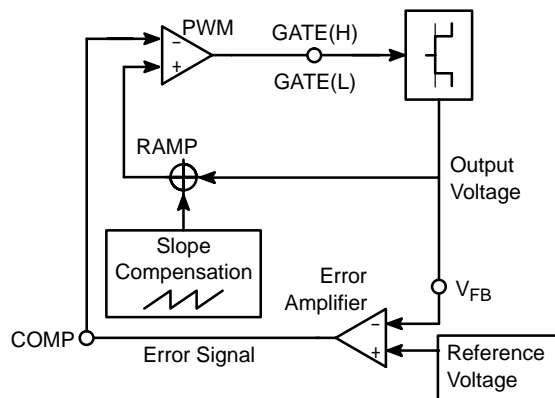 PWM
GATE(H)
GATE(L)
−
+
RAMP
Output
Voltage
Slope
Compensation
Error
Amplifier
VFB
−
+
COMP
Error Signal
Reference
Voltage